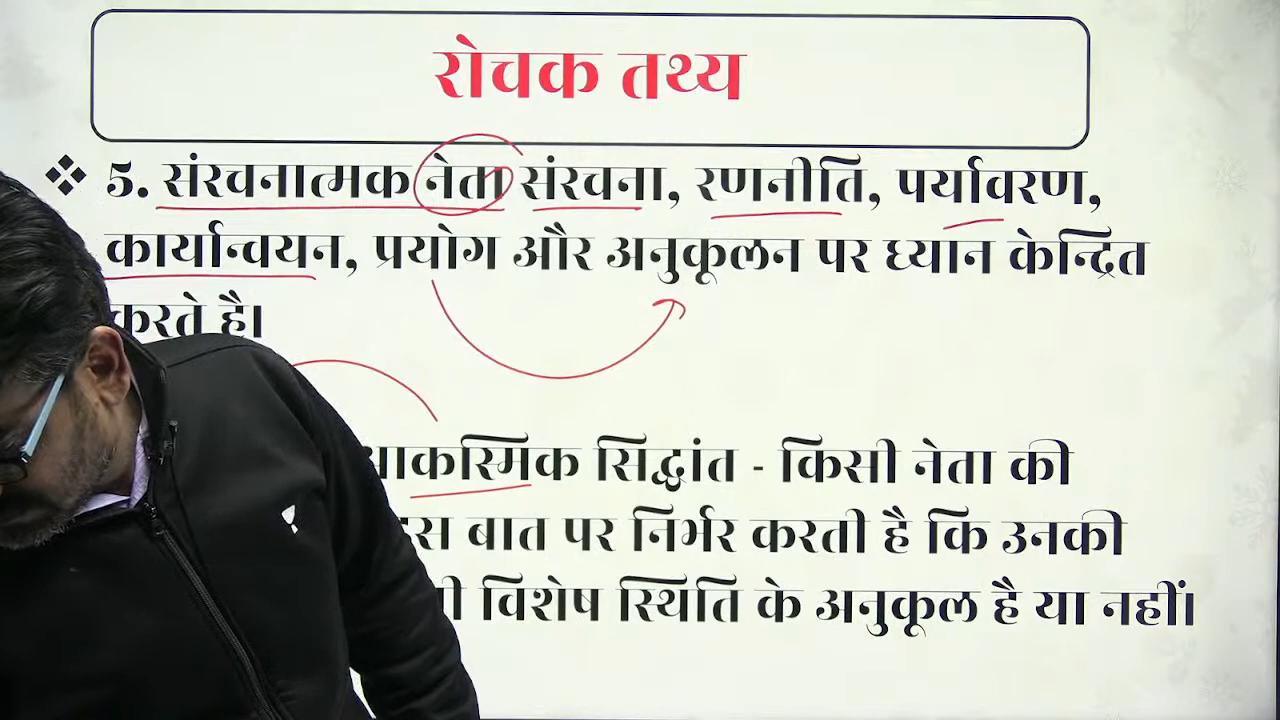 रोचक तथ्य
❖ 5. संरचनात्मक नेता संरचना, रणनीति, पर्यावरण,
कार्यान्वयन, प्रयोग और अनुकूलन पर ध्यान केन्द्रित
करते है।
आकस्मिक सिद्धांत - किसी नेता की
इस बात पर निर्भर करती है कि उनकी
विशेष स्थिति के अनुकूल है या नहीं।